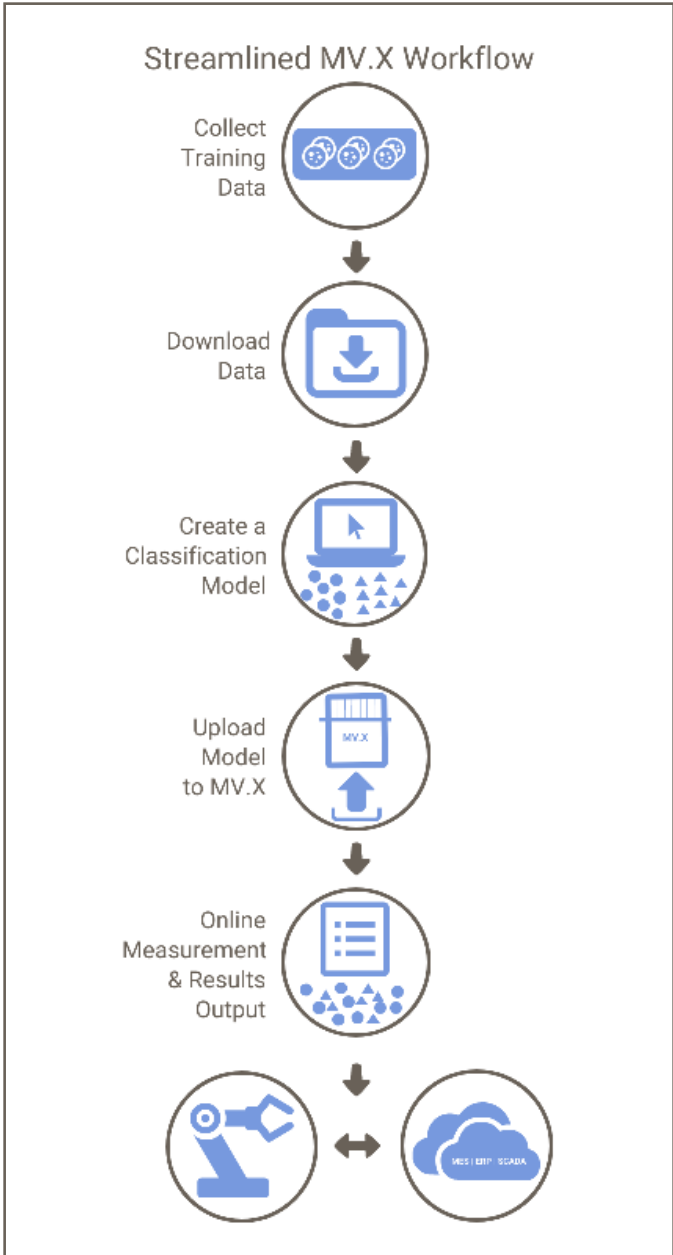 Streamlined MV.X Workflow
Collect
Training
Data
Download
Data
Create a
Classification
Model
Upload
Model
to MV.X
MV.X
Online
Measurement
& Results
Output
MES | ERP | SCADA